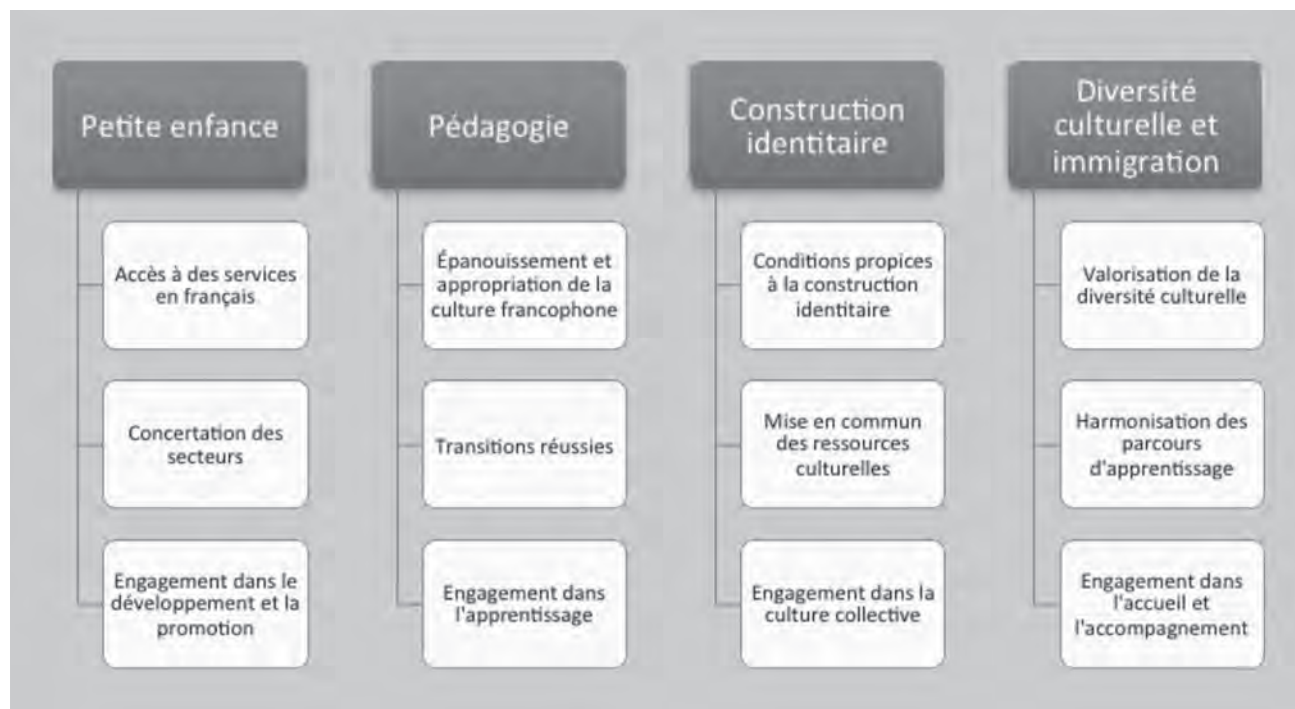 Petite enfance
Accès à des services
en français
Concertation des
secteurs
Engagement dans le
développement et la
promotion
Pédagogie
Épanouissement et
appropriation de la
culture francophone
Transitions réussies
Engagement dans
l'apprentissage
Construction
identitaire
Conditions propices
à la construction
identitaire
Mise en commun
des ressources
culturelles
Engagement dans la
culture collective
Diversité
culturelle et
immigration
Valorisation de la
diversité culturelle
Harmonisation des
parcours
d'apprentissage
Engagement dans
l'accueil et
l'accompagnement